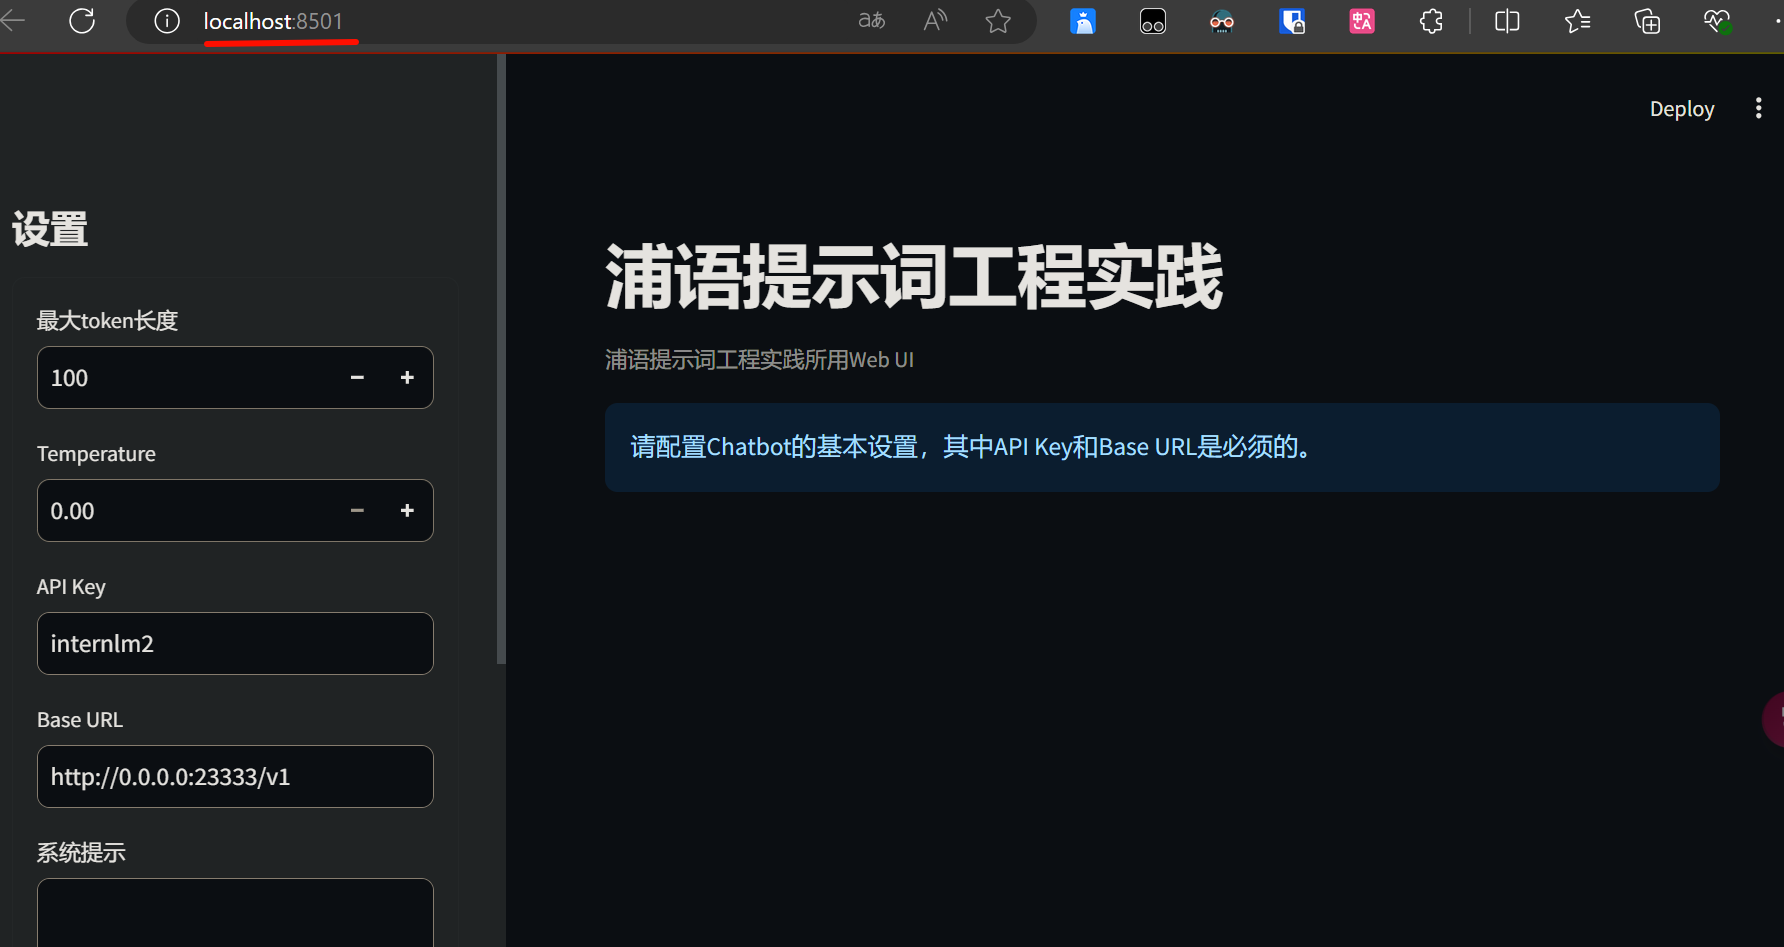 localhost:8501
aあ
A
中A
Deploy
设置
最大token长度
100
Temperature
0.00
API Key
internlm2
Base URL
http://0.0.0.0:23333/v1
系统提示
浦语提示词工程实践
浦语提示词工程实践所用Web UI
请配置Chatbot的基本设置，其中API Key和Base URL是必须的。